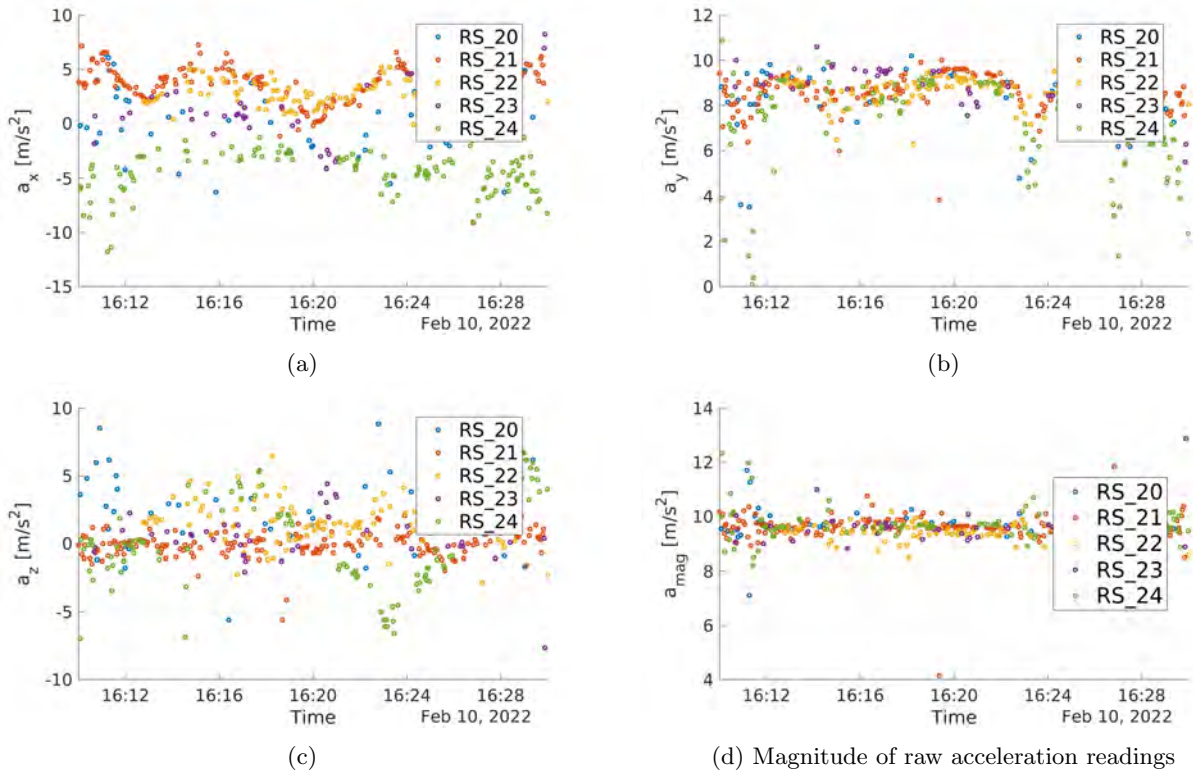 10
5
0
-5
-10
-15
a_x [m/s²]
RS_20
RS_21
RS_22
RS_23
RS_24
16:12 16:16 16:20 16:24 16:28
Time
Feb 10, 2022
(a)
12
10
8
6
4
2
0
a_y [m/s²]
RS_20
RS_21
RS_22
RS_23
RS_24
16:12 16:16 16:20 16:24 16:28
Time
Feb 10, 2022
(b)
10
5
0
-5
-10
a_z [m/s²]
RS_20
RS_21
RS_22
RS_23
RS_24
16:12 16:16 16:20 16:24 16:28
Time
Feb 10, 2022
(c)
14
12
10
8
6
4
a_mag [m/s²]
RS_20
RS_21
RS_22
RS_23
RS_24
16:12 16:16 16:20 16:24 16:28
Time
Feb 10, 2022
(d) Magnitude of raw acceleration readings